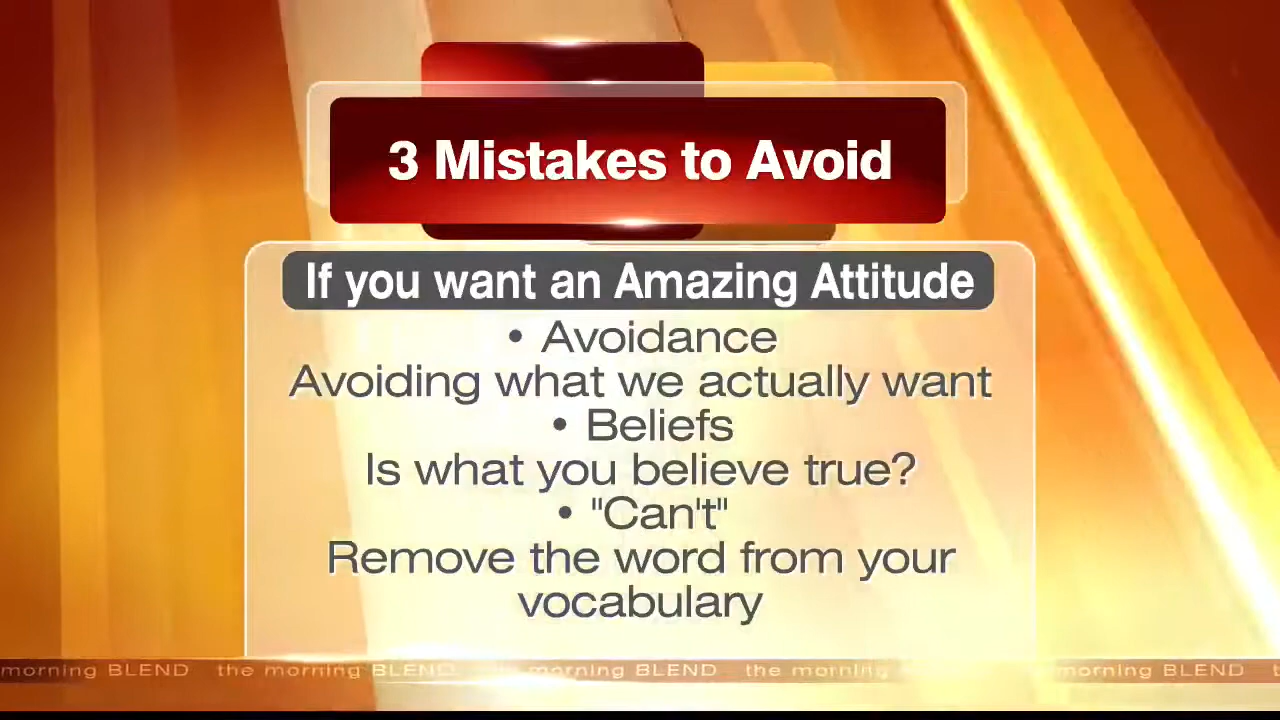 3 Mistakes to Avoid
If you want an Amazing Attitude
• Avoidance
Avoiding what we actually want
• Beliefs
Is what you believe true?
• "Can't"
Remove the word from your
vocabulary
morning BLEND the morning BLEND morning BLEND the morning morning BLEND